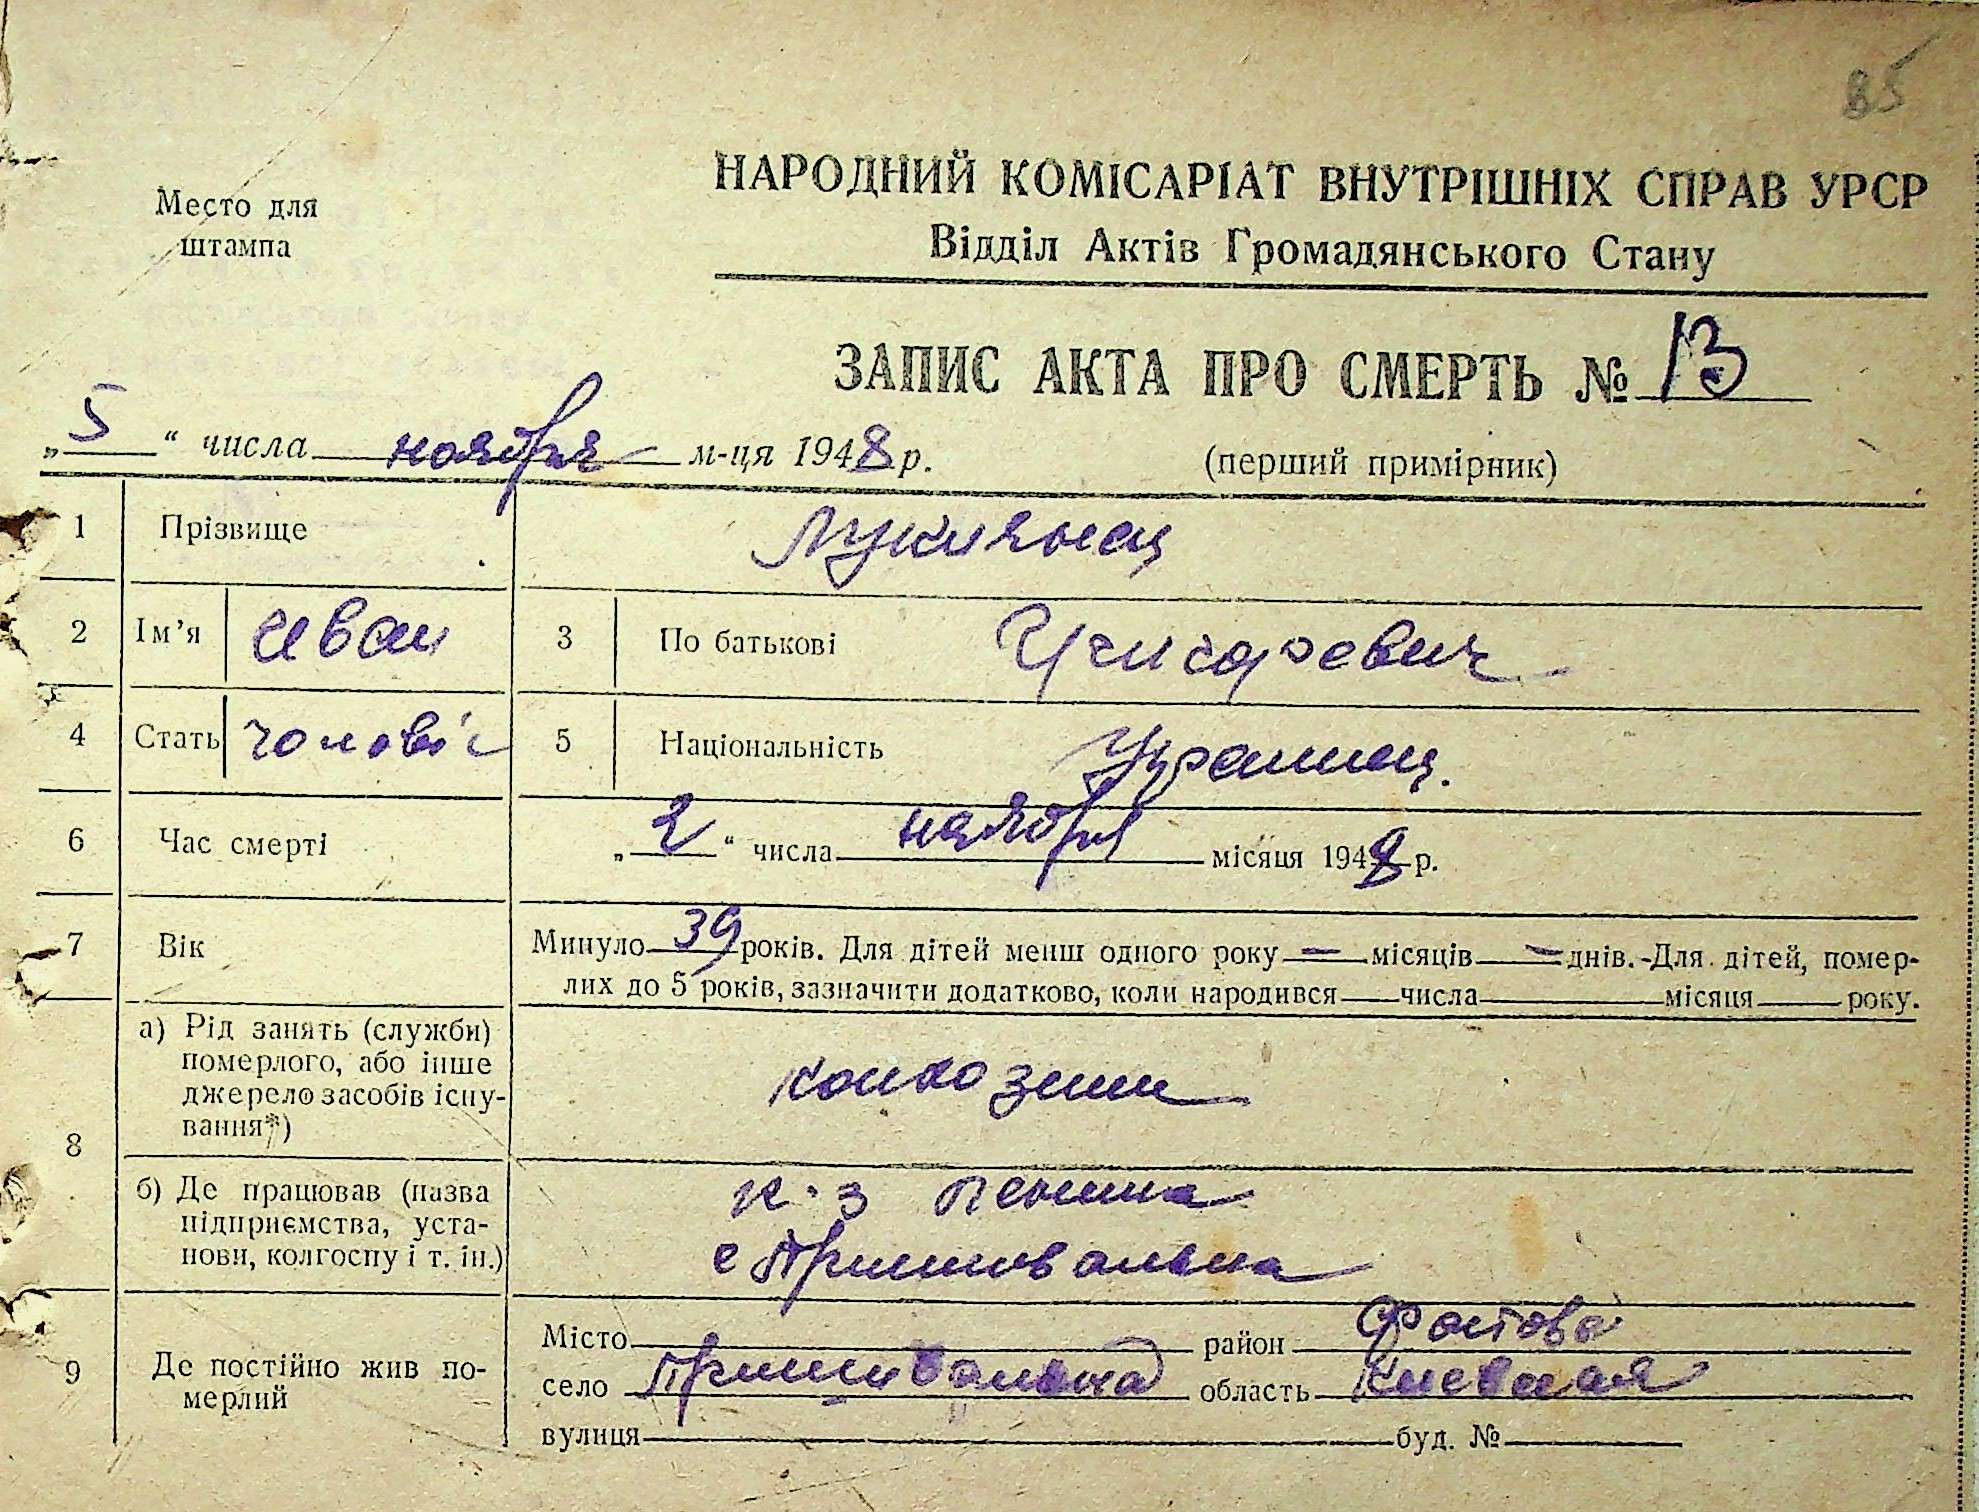 85
Место для
штампа
НАРОДНИЙ КОМІСАРІАТ ВНУТРІШНІХ СПРАВ УРСР
Відділ Актів Громадянського Стану
ЗАПИС АКТА ПРО СМЕРТЬ № 13
„5“ числа ноября м-ця 1948 р. (перший примірник)
1 Прізвище Лукиянец
2 Ім’я Иван 3 По батькові Григоревич
4 Стать чоловіч 5 Національність Украинец.
6 Час смерті „2“ числа ноября місяця 1948 р.
7 Вік Минуло 39 років. Для дітей менш одного року — місяців — днів.-Для дітей, помер-
лих до 5 років, зазначити додатково, коли народився числа місяця року.
8 а) Рід занять (служби)
померлого, або інше
джерело засобів існу-
вання*)
колхозник
б) Де працював (назва
підприємства, уста-
нови, колгоспу і т. ін.)
к-з Ленина
с Пришивальна
9 Де постійно жив по-
мерлий
Місто район Фастово
село Пришивальна область Киевская
вулиця буд. №